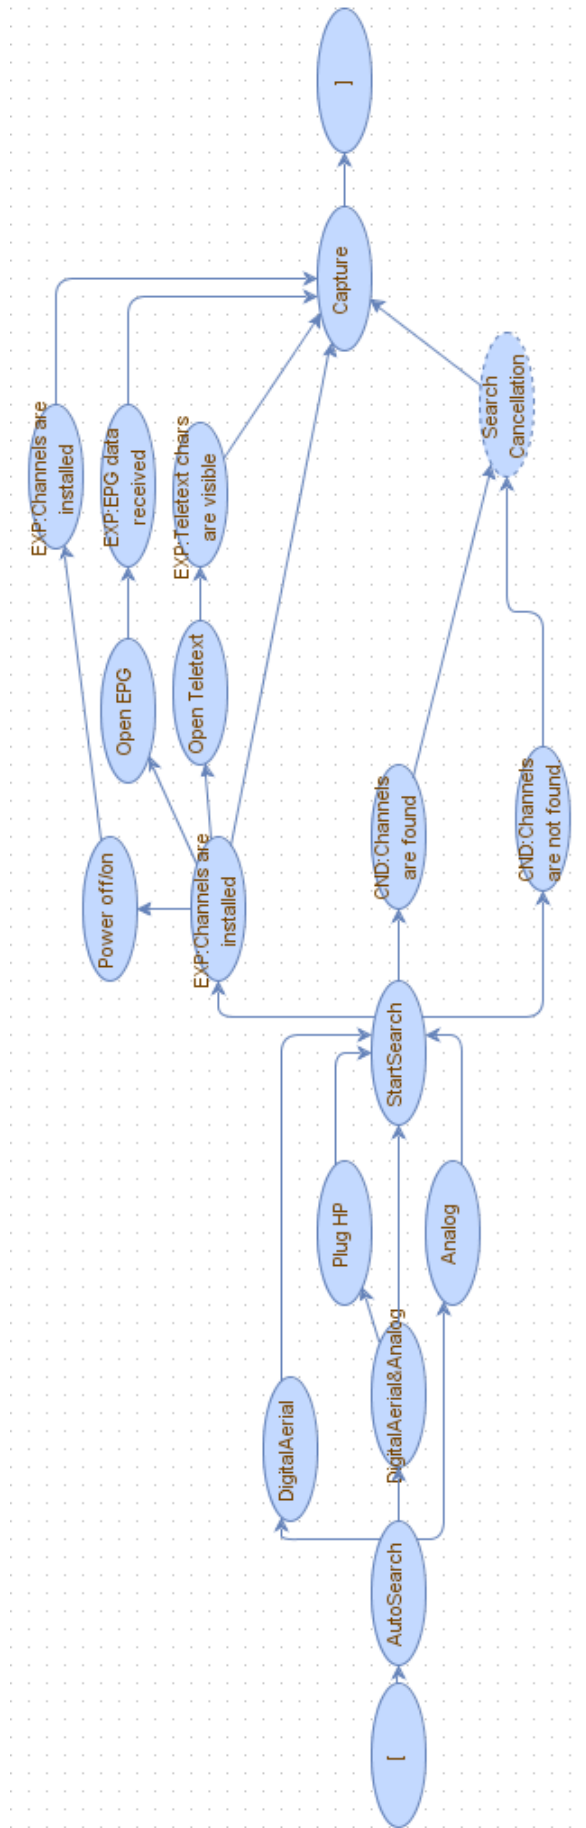 [
AutoSearch
DigitalAerial
DigitalAerial&Analog
Analog
Plug HP
StartSearch
EXP:Channels are
installed
CND:Channels
are found
CND:Channels
are not found
Power off/on
Open EPG
Open Teletext
EXP:Channels are
installed
EXP:EPG data
received
EXP:Teletext chars
are visible
Search
Cancellation
Capture
]